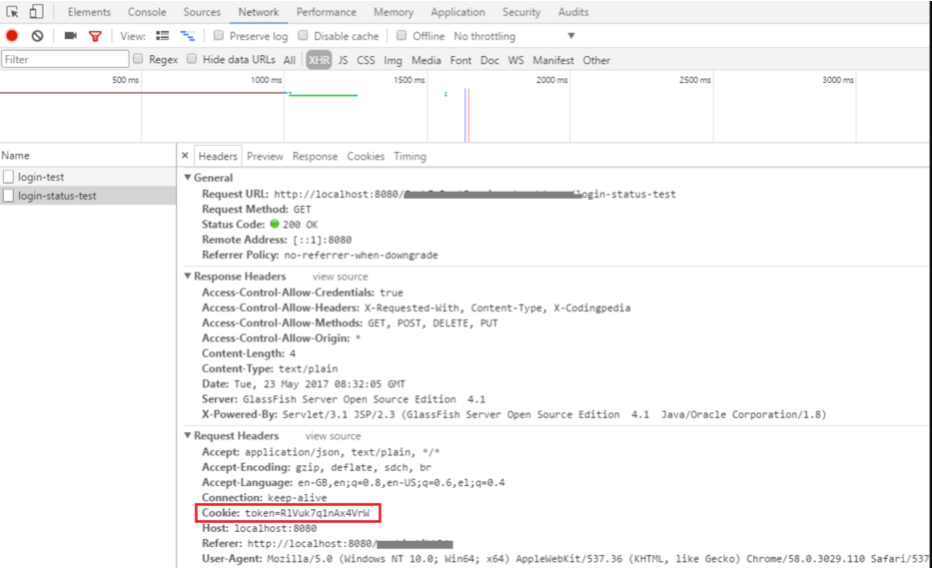 Elements Console Sources Network Performance Memory Application Security Audits
View: Preserve log Disable cache Offline No throttling
Filter Regex Hide data URLs All XHR JS CSS Img Media Font Doc WS Manifest Other
500 ms 1000 ms 1500 ms 2000 ms 2500 ms 3000 ms
Name
login-test
login-status-test
× Headers Preview Response Cookies Timing
General
Request URL: http://localhost:8080/ login-status-test
Request Method: GET
Status Code: 200 OK
Remote Address: [::1]:8080
Referrer Policy: no-referrer-when-downgrade
Response Headers view source
Access-Control-Allow-Credentials: true
Access-Control-Allow-Headers: X-Requested-With, Content-Type, X-Codingpedia
Access-Control-Allow-Methods: GET, POST, DELETE, PUT
Access-Control-Allow-Origin: *
Content-Length: 4
Content-Type: text/plain
Date: Tue, 23 May 2017 08:32:05 GMT
Server: GlassFish Server Open Source Edition 4.1
X-Powered-By: Servlet/3.1 JSP/2.3 (GlassFish Server Open Source Edition 4.1 Java/Oracle Corporation/1.8)
Request Headers view source
Accept: application/json, text/plain, */*
Accept-Encoding: gzip, deflate, sdch, br
Accept-Language: en-GB,en;q=0.8,en-US;q=0.6,el;q=0.4
Connection: keep-alive
Cookie: token=RlVuk7q1nAx4VrW
Host: localhost:8080
Referer: http://localhost:8080/
User-Agent: Mozilla/5.0 (Windows NT 10.0; Win64; x64) AppleWebKit/537.36 (KHTML, like Gecko) Chrome/58.0.3029.110 Safari/537